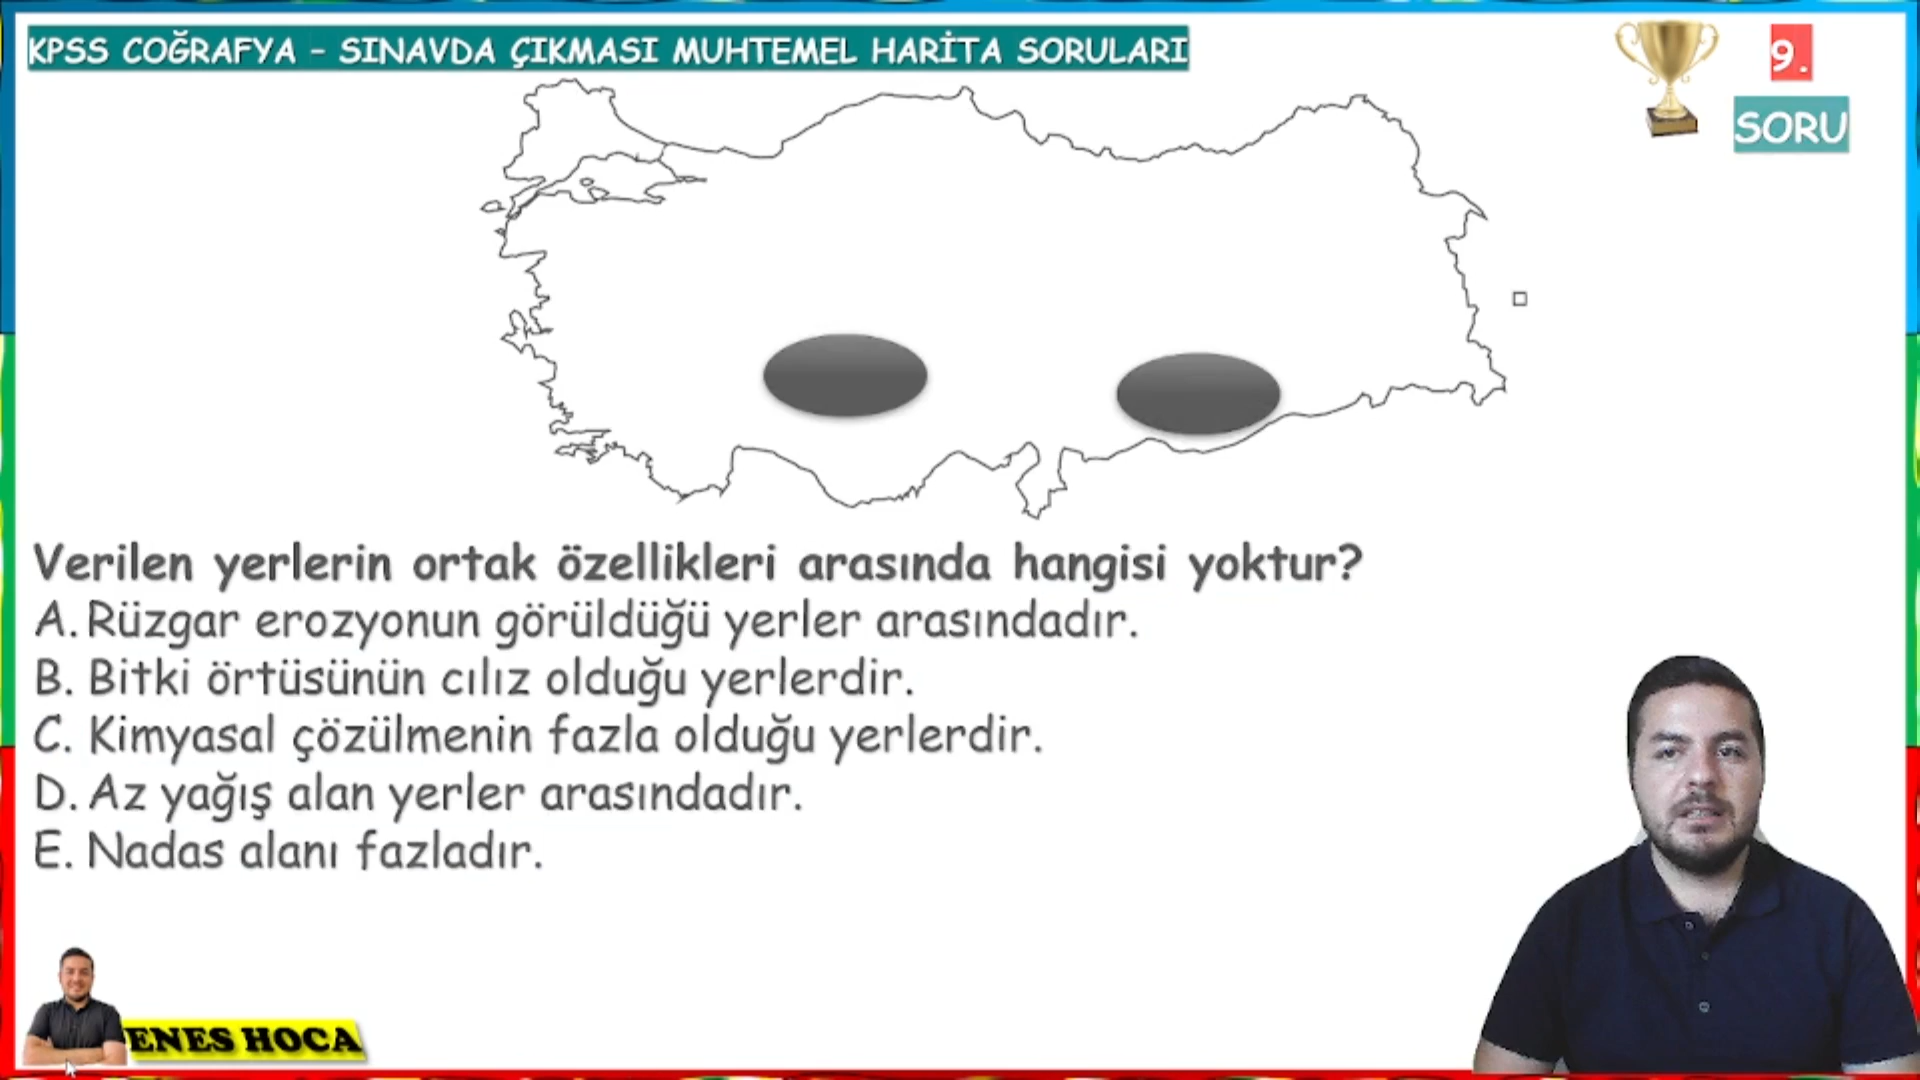 KPSS COĞRAFYA – SINAVDA ÇIKMASI MUHTEMEL HARİTA SORULARI
9.
SORU
Verilen yerlerin ortak özellikleri arasında hangisi yoktur?
A. Rüzgar erozyonun görüldüğü yerler arasındadır.
B. Bitki örtüsünün cılız olduğu yerlerdir.
C. Kimyasal çözülmenin fazla olduğu yerlerdir.
D. Az yağış alan yerler arasındadır.
E. Nadas alanı fazladır.
ENES HOCA